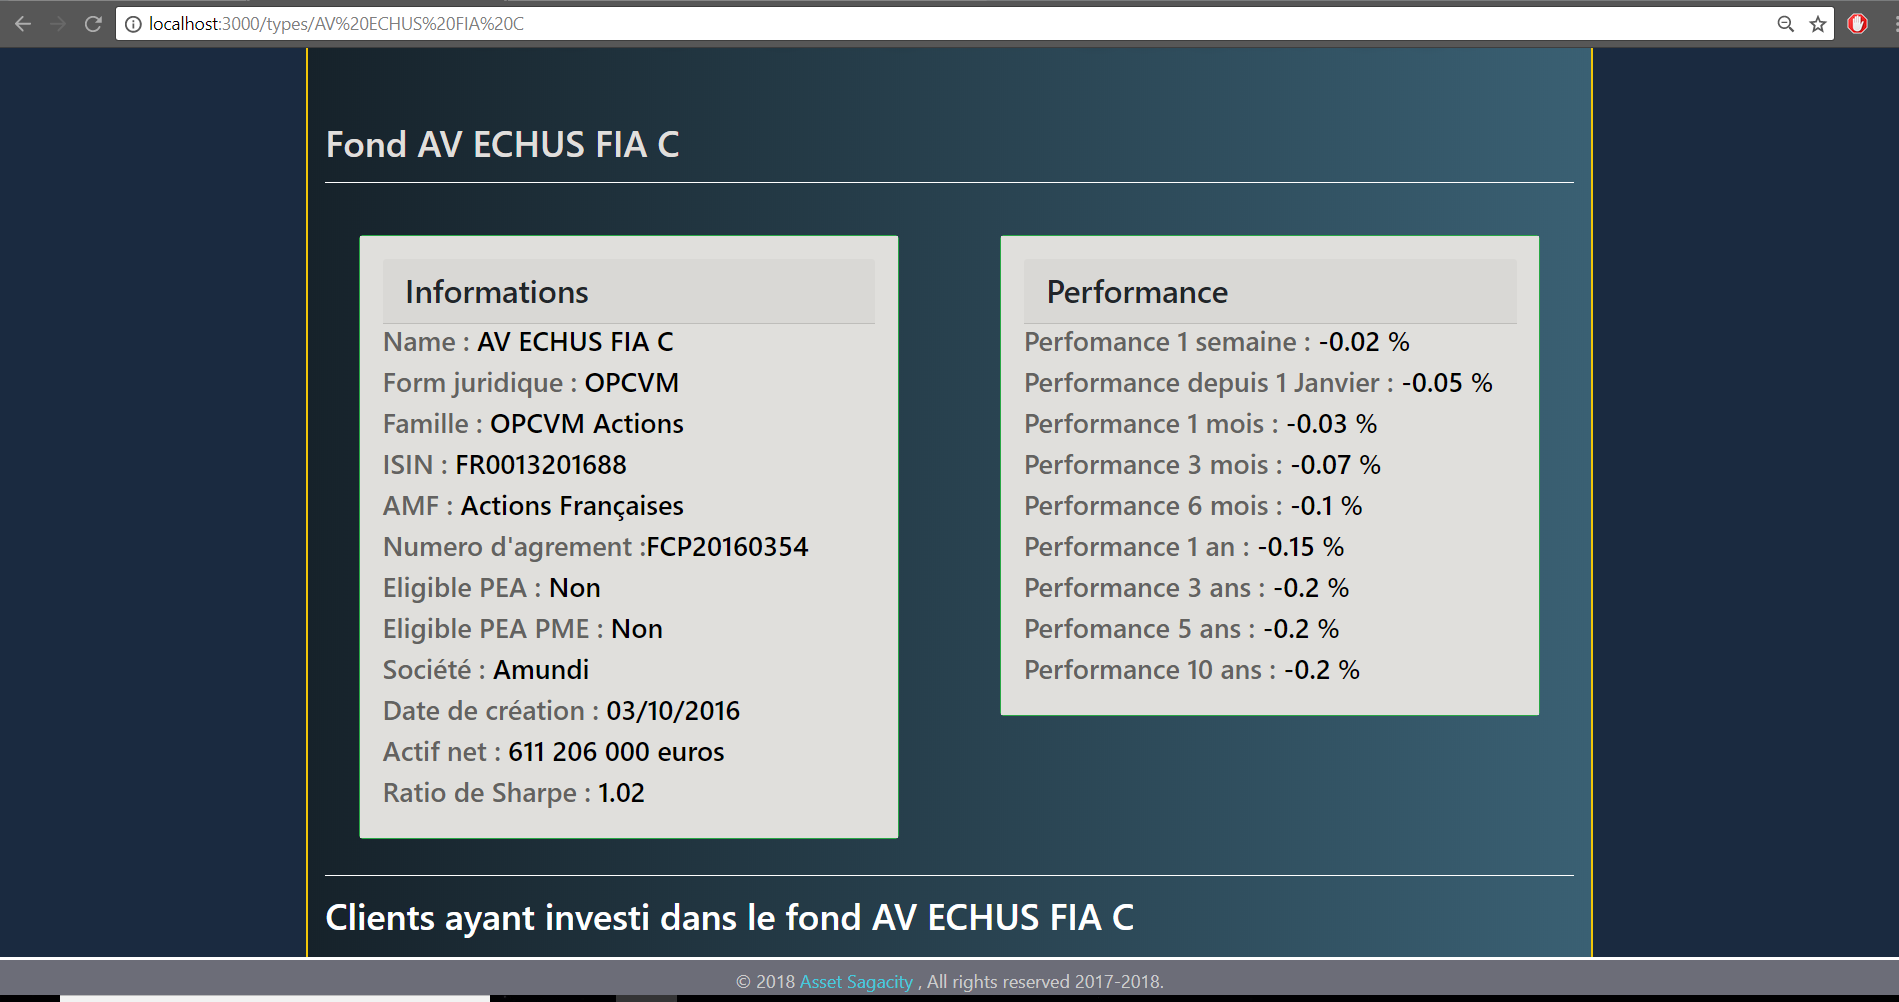 localhost:3000/types/AV%20ECHUS%20FIA%20C
Fond AV ECHUS FIA C
Informations
Name : AV ECHUS FIA C
Form juridique : OPCVM
Famille : OPCVM Actions
ISIN : FR0013201688
AMF : Actions Françaises
Numero d'agrement :FCP20160354
Eligible PEA : Non
Eligible PEA PME : Non
Société : Amundi
Date de création : 03/10/2016
Actif net : 611 206 000 euros
Ratio de Sharpe : 1.02
Performance
Perfomance 1 semaine : -0.02 %
Performance depuis 1 Janvier : -0.05 %
Performance 1 mois : -0.03 %
Performance 3 mois : -0.07 %
Performance 6 mois : -0.1 %
Performance 1 an : -0.15 %
Performance 3 ans : -0.2 %
Perfomance 5 ans : -0.2 %
Performance 10 ans : -0.2 %
Clients ayant investi dans le fond AV ECHUS FIA C
© 2018 Asset Sagacity , All rights reserved 2017-2018.